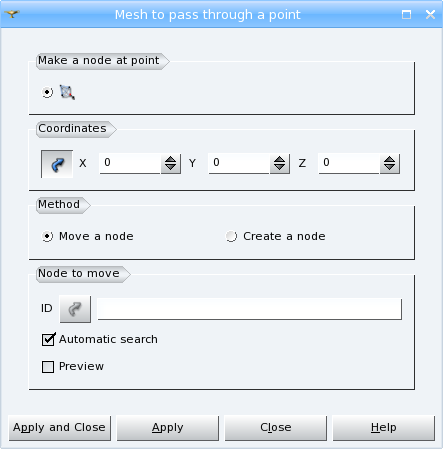 Mesh to pass through a point
Make a node at point
Coordinates
X 0 Y 0 Z 0
Method
Move a node Create a node
Node to move
ID
Automatic search
Preview
Apply and Close Apply Close Help